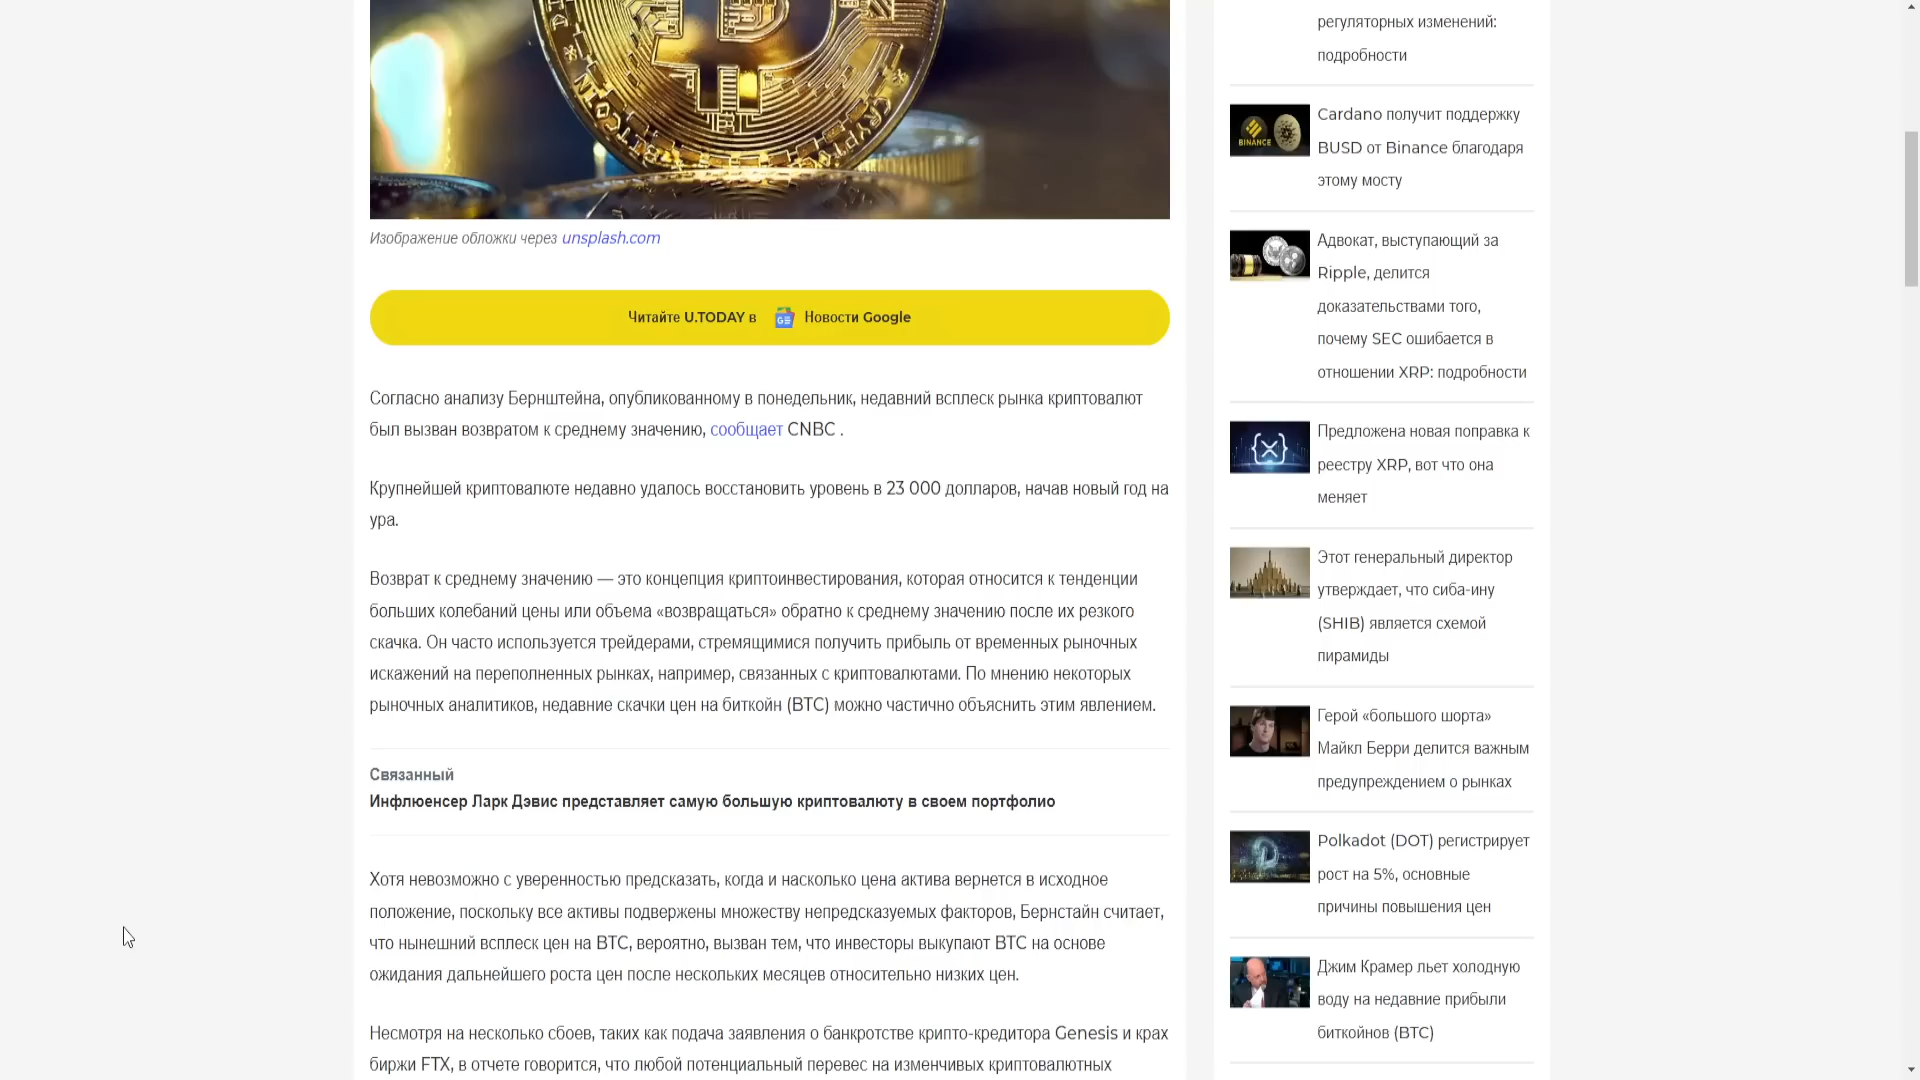 Изображение обложки через unsplash.com
Читайте U.TODAY в Новости Google
Согласно анализу Бернштейна, опубликованному в понедельник, недавний всплеск рынка криптовалют
был вызван возвратом к среднему значению, сообщает CNBC .
Крупнейшей криптовалюте недавно удалось восстановить уровень в 23 000 долларов, начав новый год на
ура.
Возврат к среднему значению — это концепция криптоинвестирования, которая относится к тенденции
больших колебаний цены или объема «возвращаться» обратно к среднему значению после их резкого
скачка. Он часто используется трейдерами, стремящимися получить прибыль от временных рыночных
искажений на переполненных рынках, например, связанных с криптовалютами. По мнению некоторых
рыночных аналитиков, недавние скачки цен на биткойн (BTC) можно частично объяснить этим явлением.
Связанный
Инфлюенсер Ларк Дэвис представляет самую большую криптовалюту в своем портфолио
Хотя невозможно с уверенностью предсказать, когда и насколько цена актива вернется в исходное
положение, поскольку все активы подвержены множеству непредсказуемых факторов, Бернстайн считает,
что нынешний всплеск цен на BTC, вероятно, вызван тем, что инвесторы выкупают BTC на основе
ожидания дальнейшего роста цен после нескольких месяцев относительно низких цен.
Несмотря на несколько сбоев, таких как подача заявления о банкротстве крипто-кредитора Genesis и крах
биржи FTX, в отчете говорится, что любой потенциальный перевес на изменчивых криптовалютных
регуляторных изменений:
подробности
BINANCE
Cardano получит поддержку
BUSD от Binance благодаря
этому мосту
Адвокат, выступающий за
Ripple, делится
доказательствами того,
почему SEC ошибается в
отношении XRP: подробности
Предложена новая поправка к
реестру XRP, вот что она
меняет
Этот генеральный директор
утверждает, что сиба-ину
(SHIB) является схемой
пирамиды
Герой «большого шорта»
Майкл Берри делится важным
предупреждением о рынках
Polkadot (DOT) регистрирует
рост на 5%, основные
причины повышения цен
Джим Крамер льет холодную
воду на недавние прибыли
биткойнов (BTC)